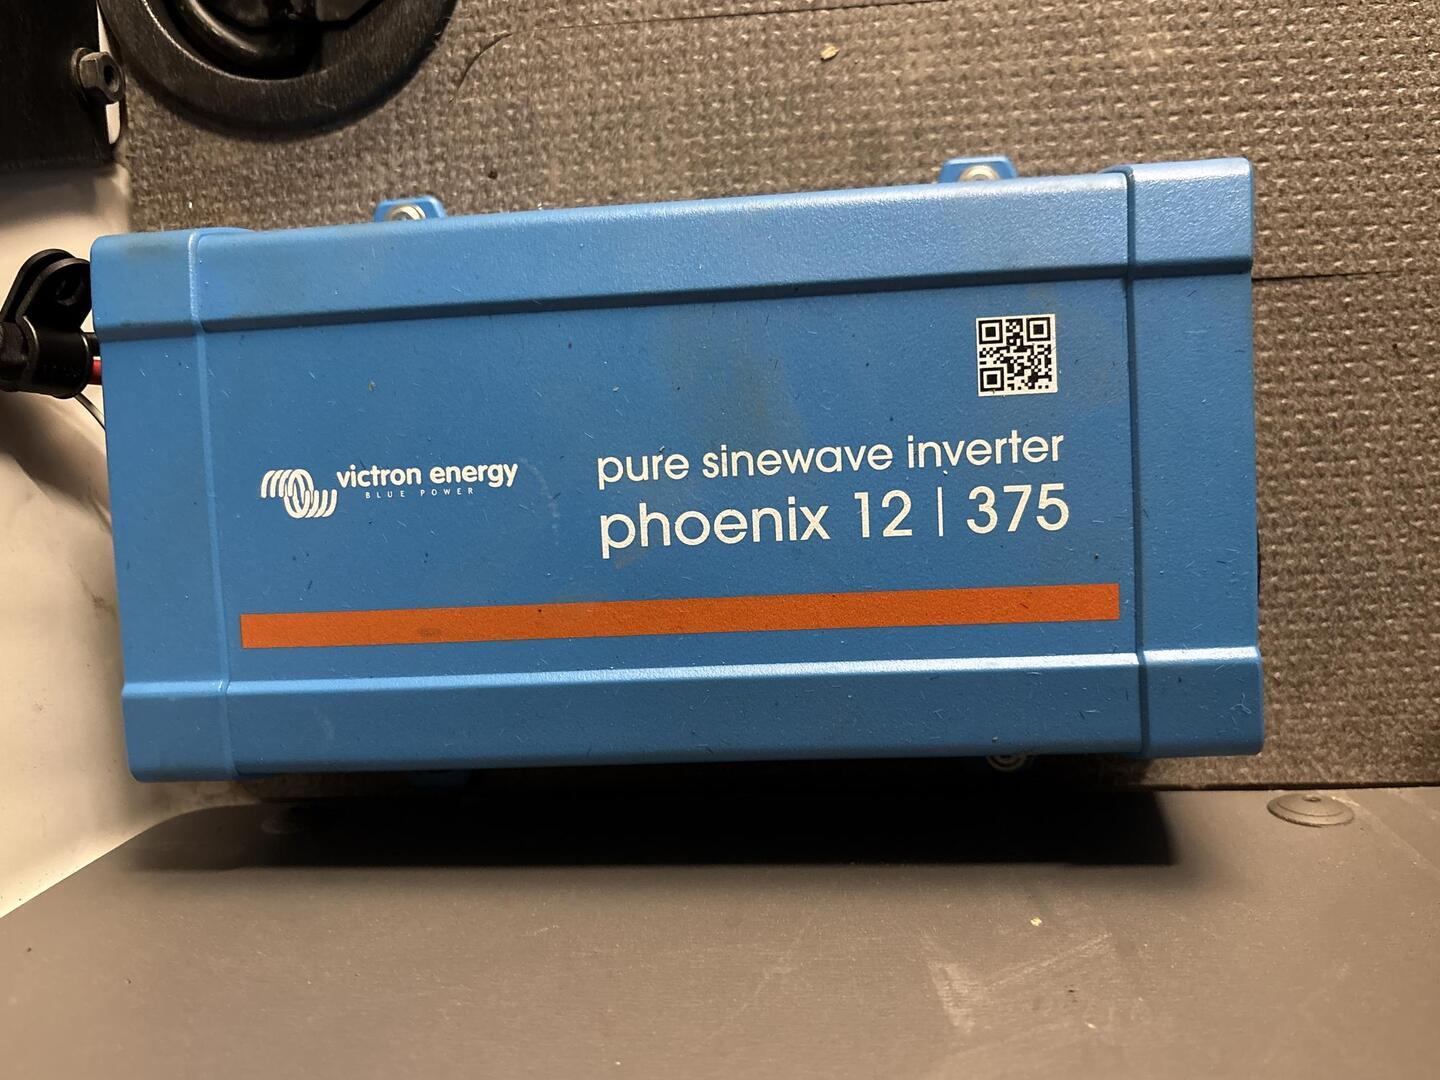 victron energy
BLUE POWER
pure sinewave inverter
phoenix 12 | 375